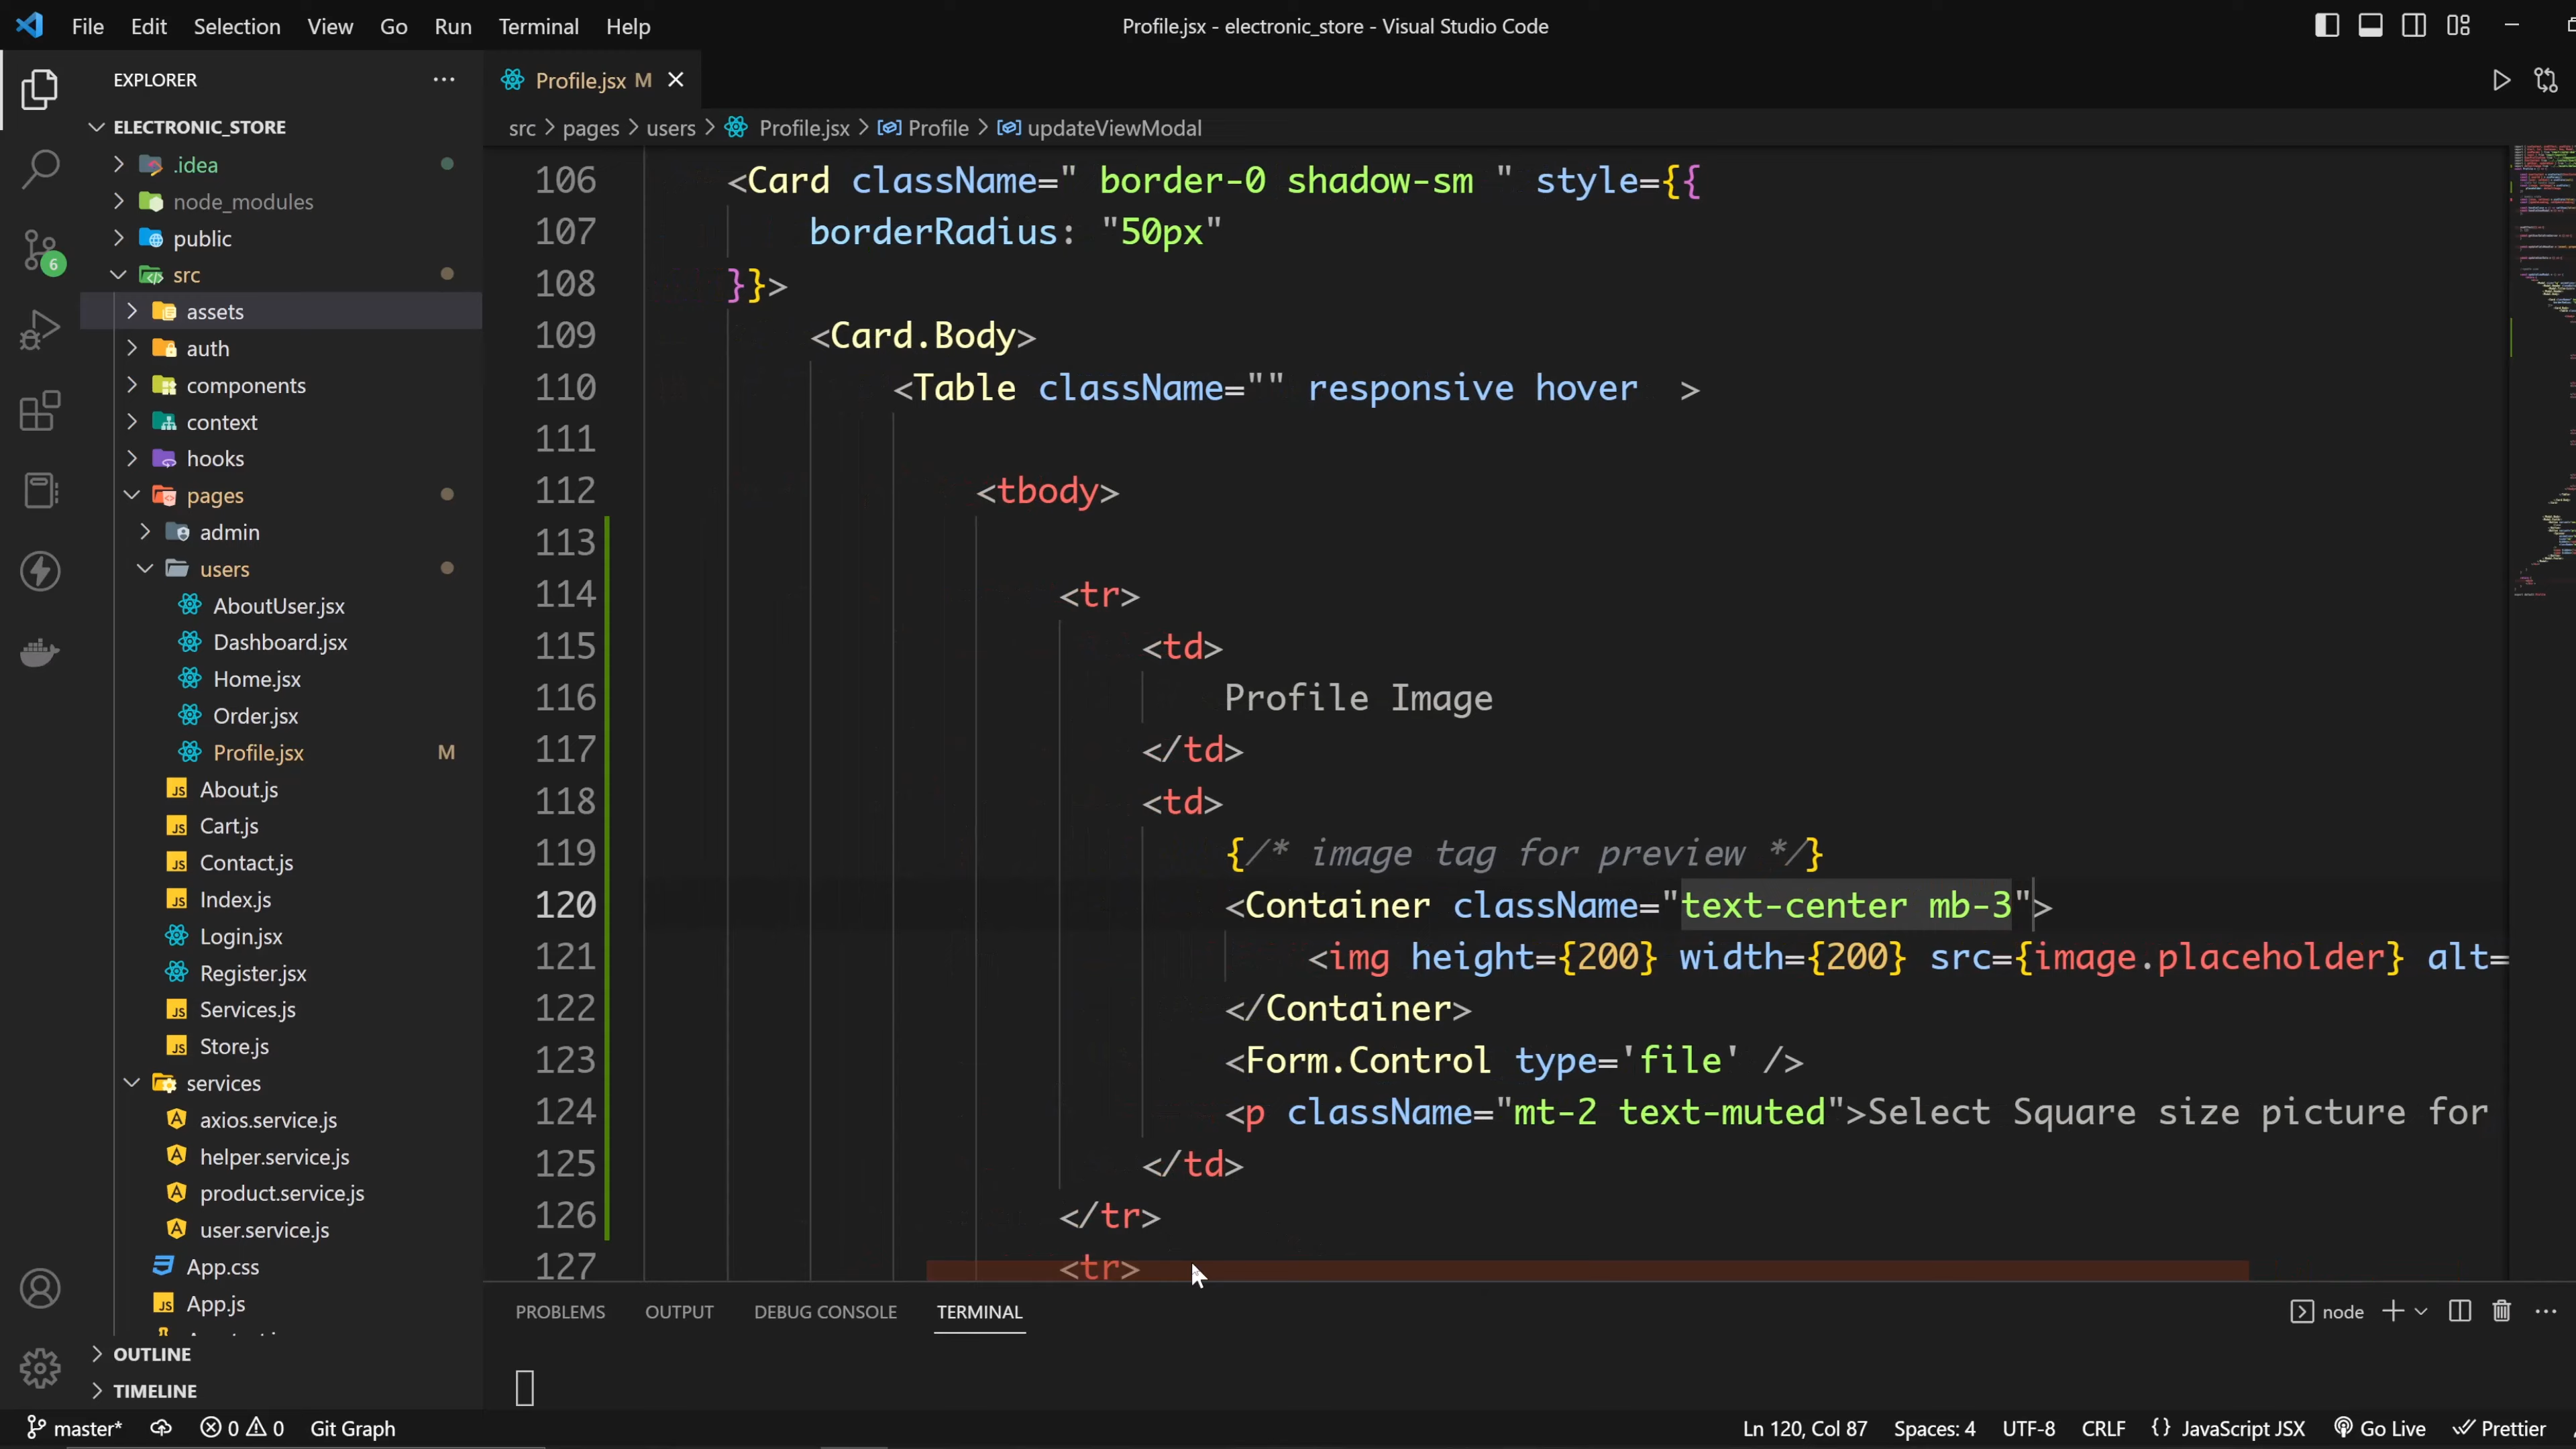 File Edit Selection View Go Run Terminal Help
Profile.jsx - electronic_store - Visual Studio Code
EXPLORER
ELECTRONIC_STORE
.idea
node_modules
public
src
assets
auth
components
context
hooks
pages
admin
users
AboutUser.jsx
Dashboard.jsx
Home.jsx
Order.jsx
Profile.jsx M
About.js
Cart.js
Contact.js
Index.js
Login.jsx
Register.jsx
Services.js
Store.js
services
axios.service.js
helper.service.js
product.service.js
user.service.js
App.css
App.js
OUTLINE
TIMELINE
6
Profile.jsx M
src > pages > users > Profile.jsx > Profile > updateViewModal
106 <Card className=" border-0 shadow-sm " style={{
107 borderRadius: "50px"
108 }}>
109 <Card.Body>
110 <Table className="" responsive hover >
111
112 <tbody>
113
114 <tr>
115 <td>
116 Profile Image
117 </td>
118 <td>
119 {/* image tag for preview */}
120 <Container className="text-center mb-3">
121 <img height={200} width={200} src={image.placeholder} alt=
122 </Container>
123 <Form.Control type='file' />
124 <p className="mt-2 text-muted">Select Square size picture for
125 </td>
126 </tr>
127 <tr>
PROBLEMS OUTPUT DEBUG CONSOLE TERMINAL
node
master* 0 0 Git Graph
Ln 120, Col 87 Spaces: 4 UTF-8 CRLF {} JavaScript JSX Go Live Prettier